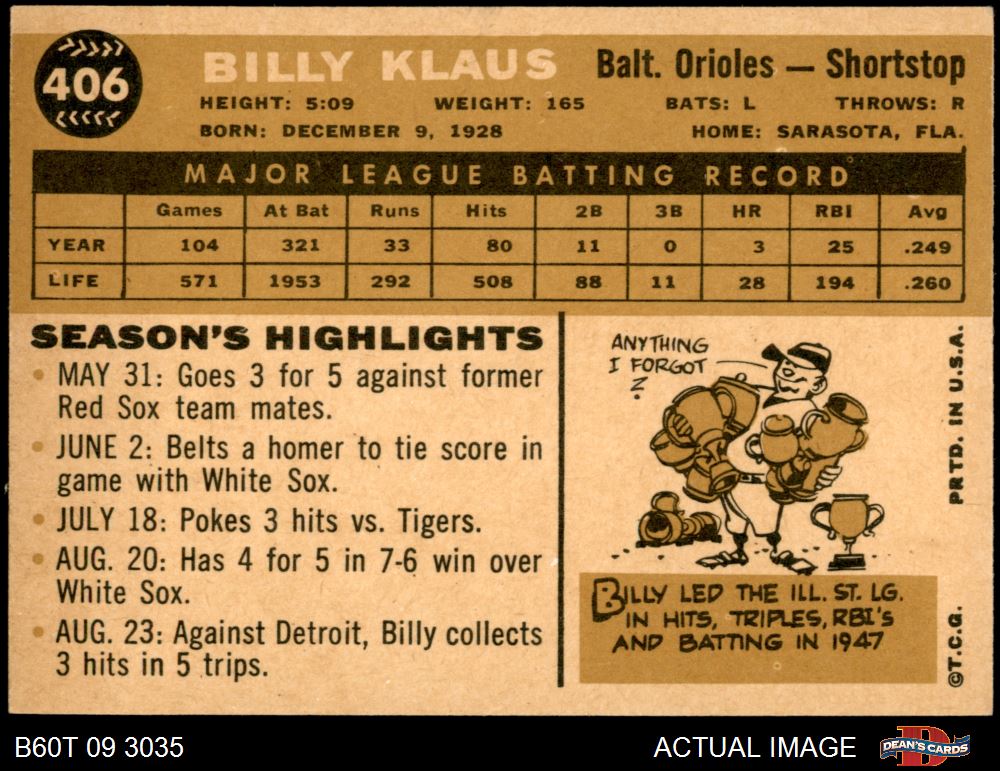 406
BILLY KLAUS
Balt. Orioles — Shortstop
HEIGHT: 5:09 WEIGHT: 165 BATS: L THROWS: R
BORN: DECEMBER 9, 1928 HOME: SARASOTA, FLA.
MAJOR LEAGUE BATTING RECORD
Games At Bat Runs Hits 2B 3B HR RBI Avg
YEAR 104 321 33 80 11 0 3 25 .249
LIFE 571 1953 292 508 88 11 28 194 .260
SEASON'S HIGHLIGHTS
• MAY 31: Goes 3 for 5 against former
Red Sox team mates.
• JUNE 2: Belts a homer to tie score in
game with White Sox.
• JULY 18: Pokes 3 hits vs. Tigers.
• AUG. 20: Has 4 for 5 in 7-6 win over
White Sox.
• AUG. 23: Against Detroit, Billy collects
3 hits in 5 trips.
ANYTHING
I FORGOT
?
BILLY LED THE ILL. ST. LG.
IN HITS, TRIPLES, RBI'S
AND BATTING IN 1947
PRTD. IN U.S.A.
©T.C.G.
B60T 09 3035
ACTUAL IMAGE
DEAN'S CARDS